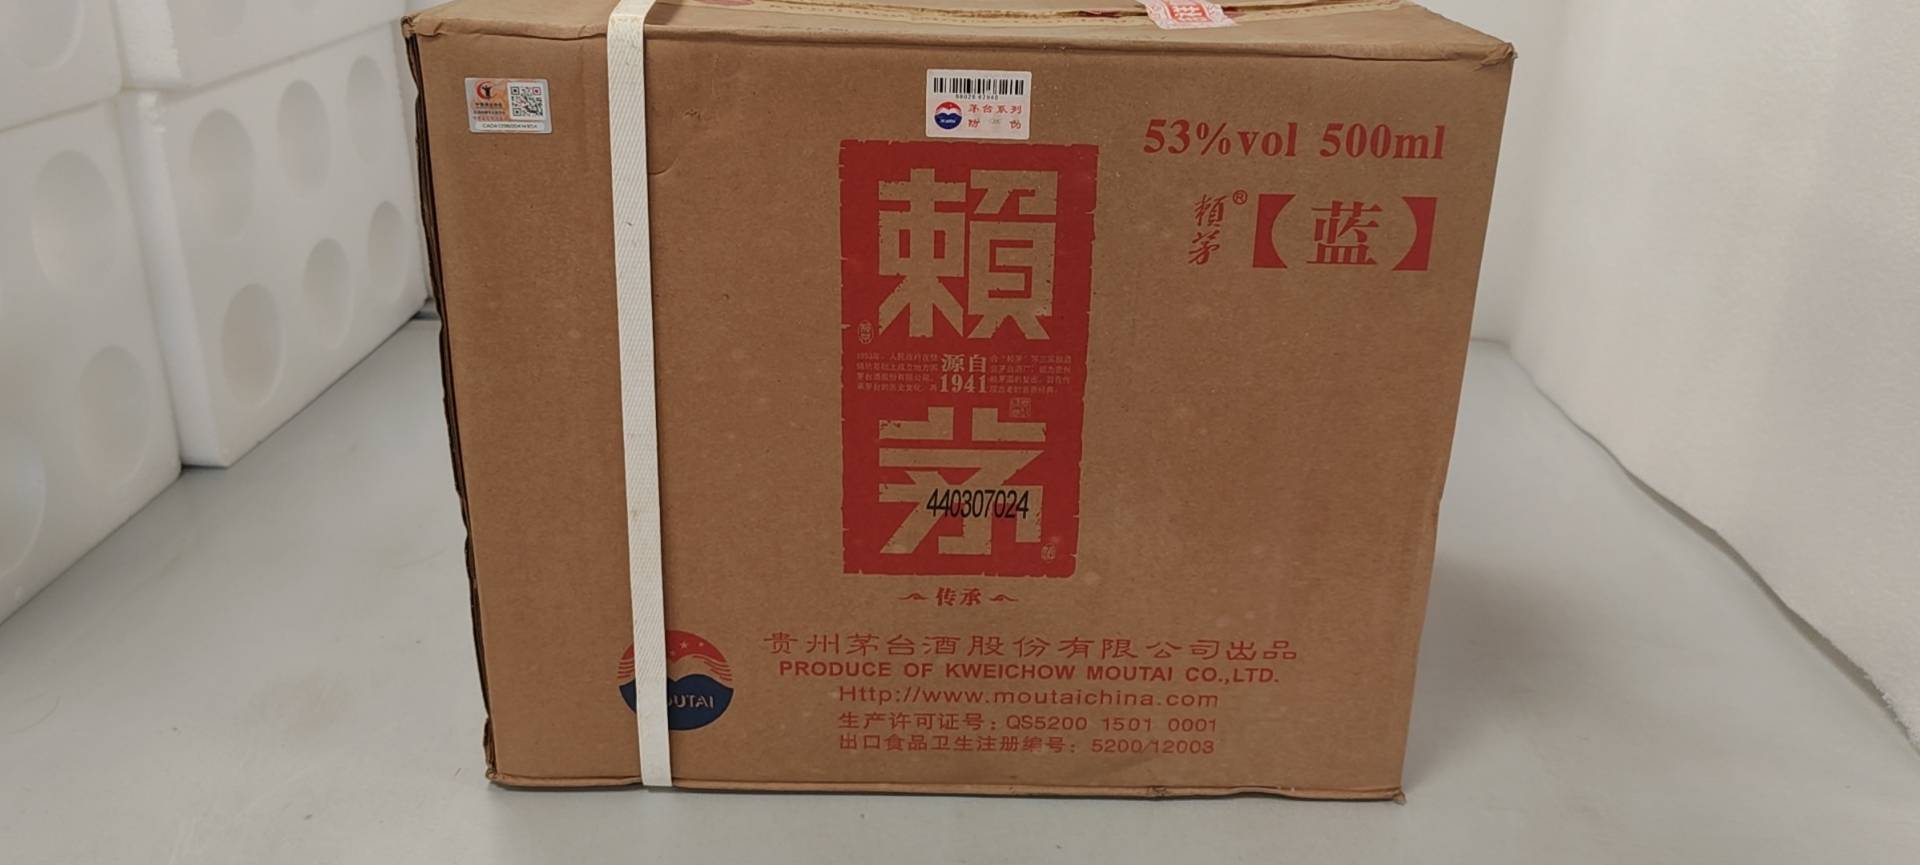 茅台系列
防伪
53%vol 500ml
賴茅®【蓝】
賴
源自
1941
茅
440307024
传承
MOUTAI
贵州茅台酒股份有限公司出品
PRODUCE OF KWEICHOW MOUTAI CO.,LTD.
Http://www.moutaichina.com
生产许可证号：QS5200 1501 0001
出口食品卫生注册编号：5200/12003